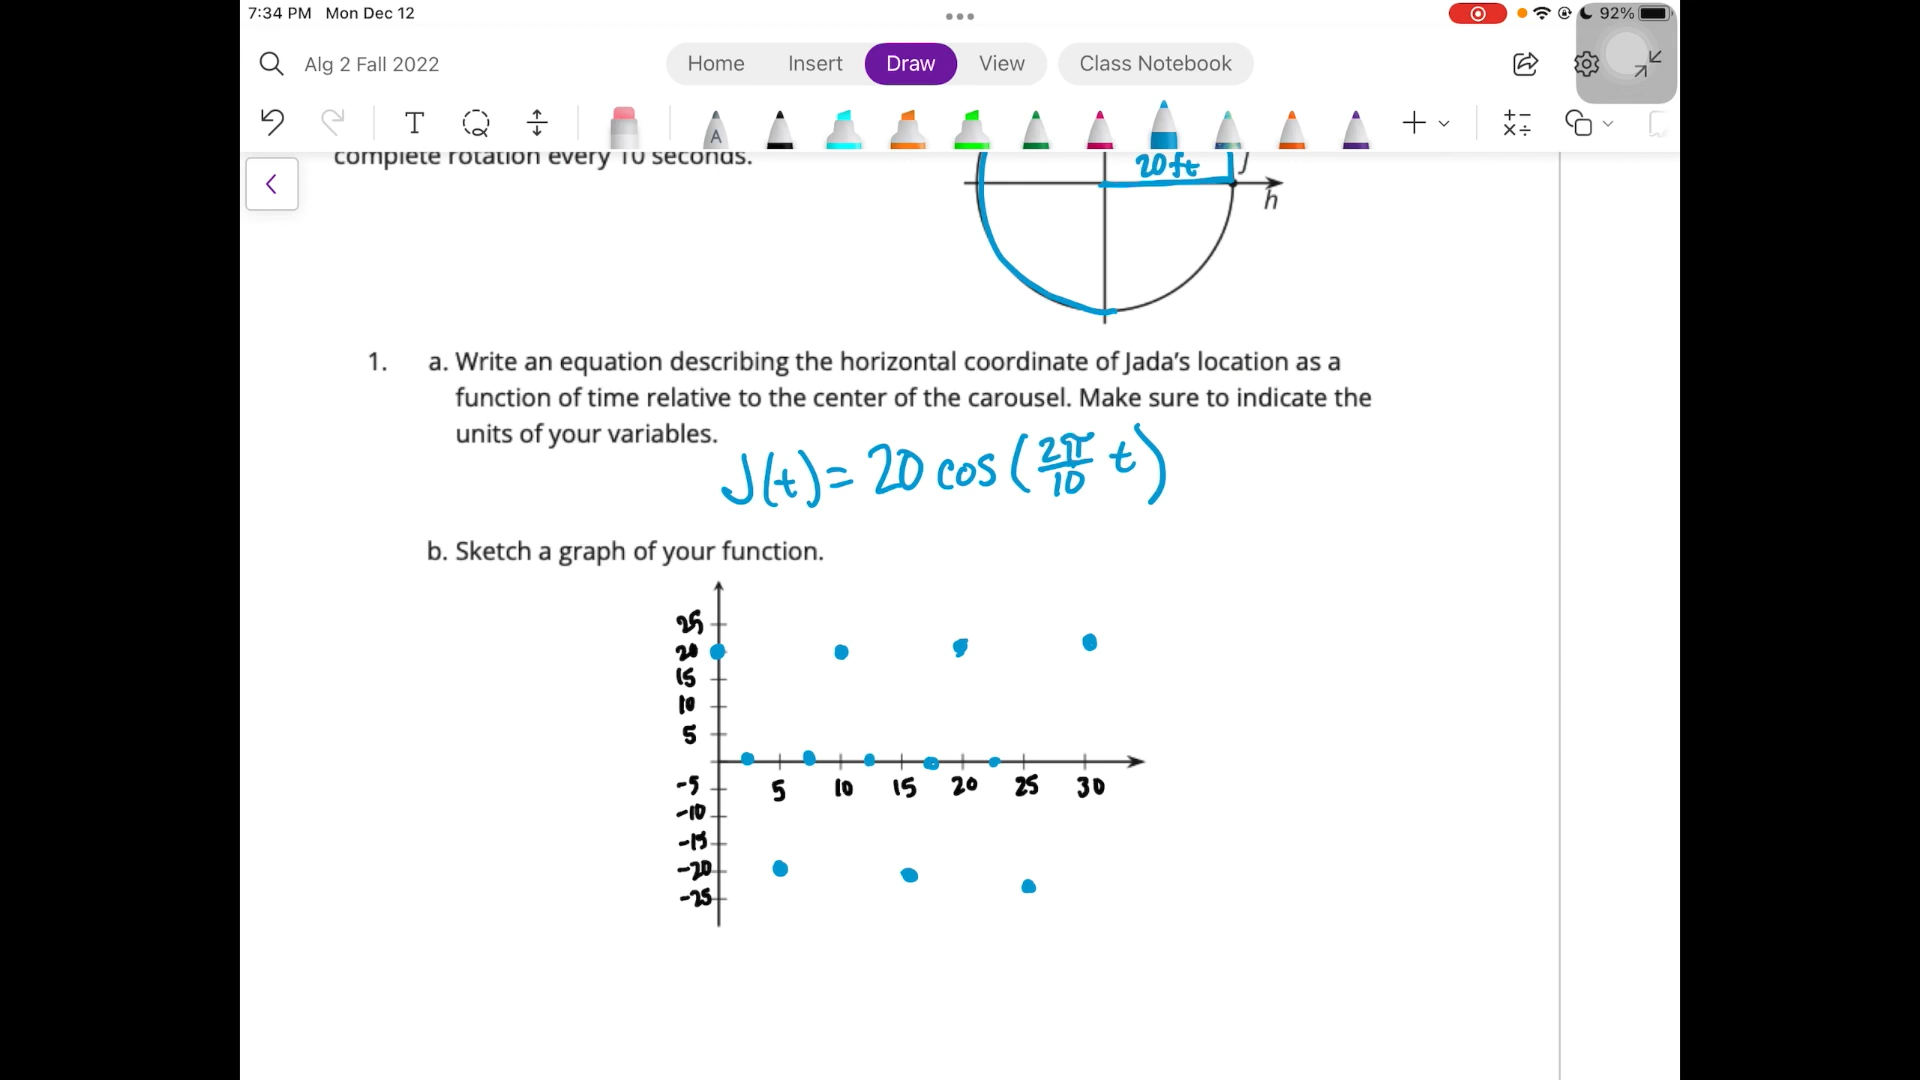 7:34 PM Mon Dec 12
92%
Alg 2 Fall 2022
Home Insert Draw View Class Notebook
T
A
complete rotation every 10 seconds.
20ft
J
h
1. a. Write an equation describing the horizontal coordinate of Jada's location as a
function of time relative to the center of the carousel. Make sure to indicate the
units of your variables.
J(t) = 20 cos (2π/10 t)
b. Sketch a graph of your function.
25
20
15
10
5
-5
5 10 15 20 25 30
-10
-15
-20
-25